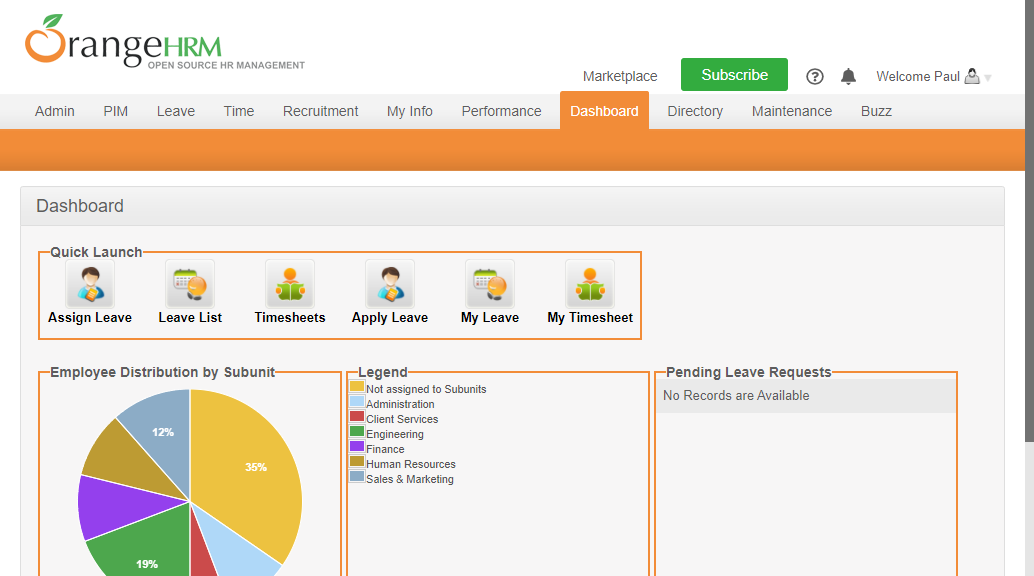 OrangeHRM
OPEN SOURCE HR MANAGEMENT
Marketplace Subscribe ? Welcome Paul
Admin PIM Leave Time Recruitment My Info Performance Dashboard Directory Maintenance Buzz
Dashboard
Quick Launch
Assign Leave Leave List Timesheets Apply Leave My Leave My Timesheet
Employee Distribution by Subunit
12%
35%
19%
Legend
Not assigned to Subunits
Administration
Client Services
Engineering
Finance
Human Resources
Sales & Marketing
Pending Leave Requests
No Records are Available